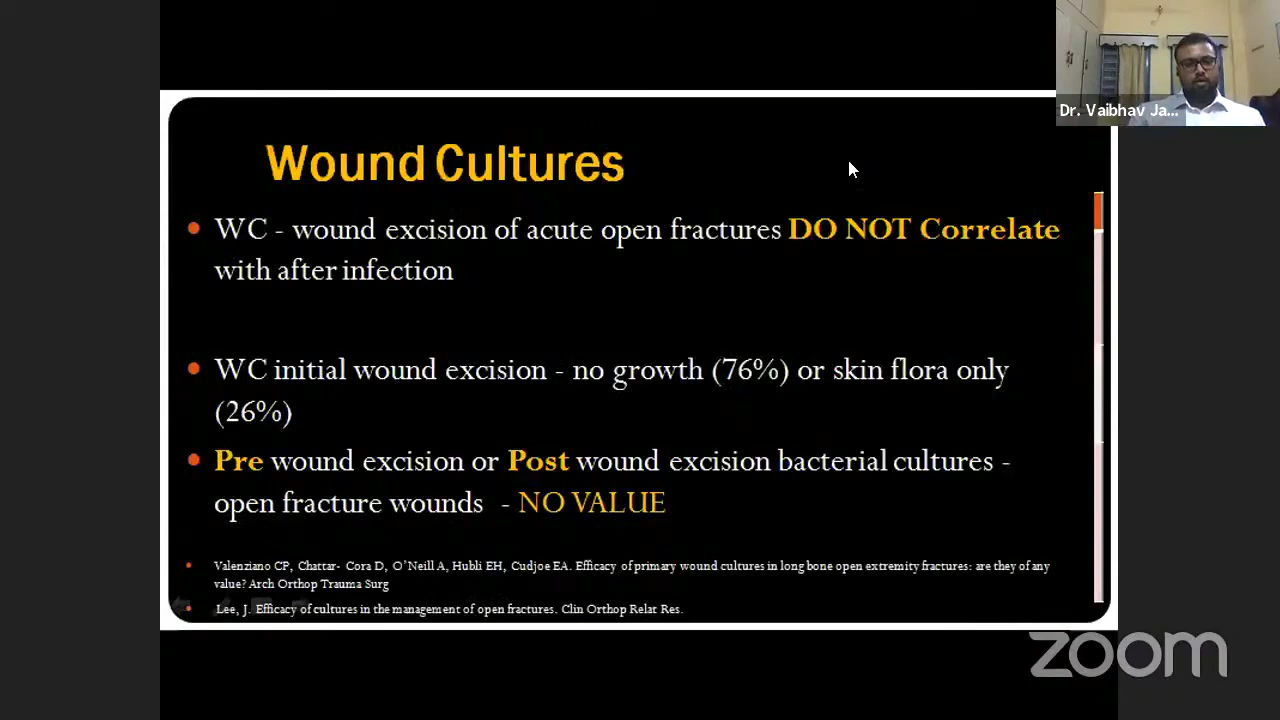 Dr. Vaibhav Ja...
Wound Cultures
WC - wound excision of acute open fractures DO NOT Correlate
with after infection
WC initial wound excision - no growth (76%) or skin flora only
(26%)
Pre wound excision or Post wound excision bacterial cultures -
open fracture wounds - NO VALUE
Valenziano CP, Chattar- Cora D, O'Neill A, Hubli EH, Cudjoe EA. Efficacy of primary wound cultures in long bone open extremity fractures: are they of any
value? Arch Orthop Trauma Surg
Lee, J. Efficacy of cultures in the management of open fractures. Clin Orthop Relat Res.
zoom